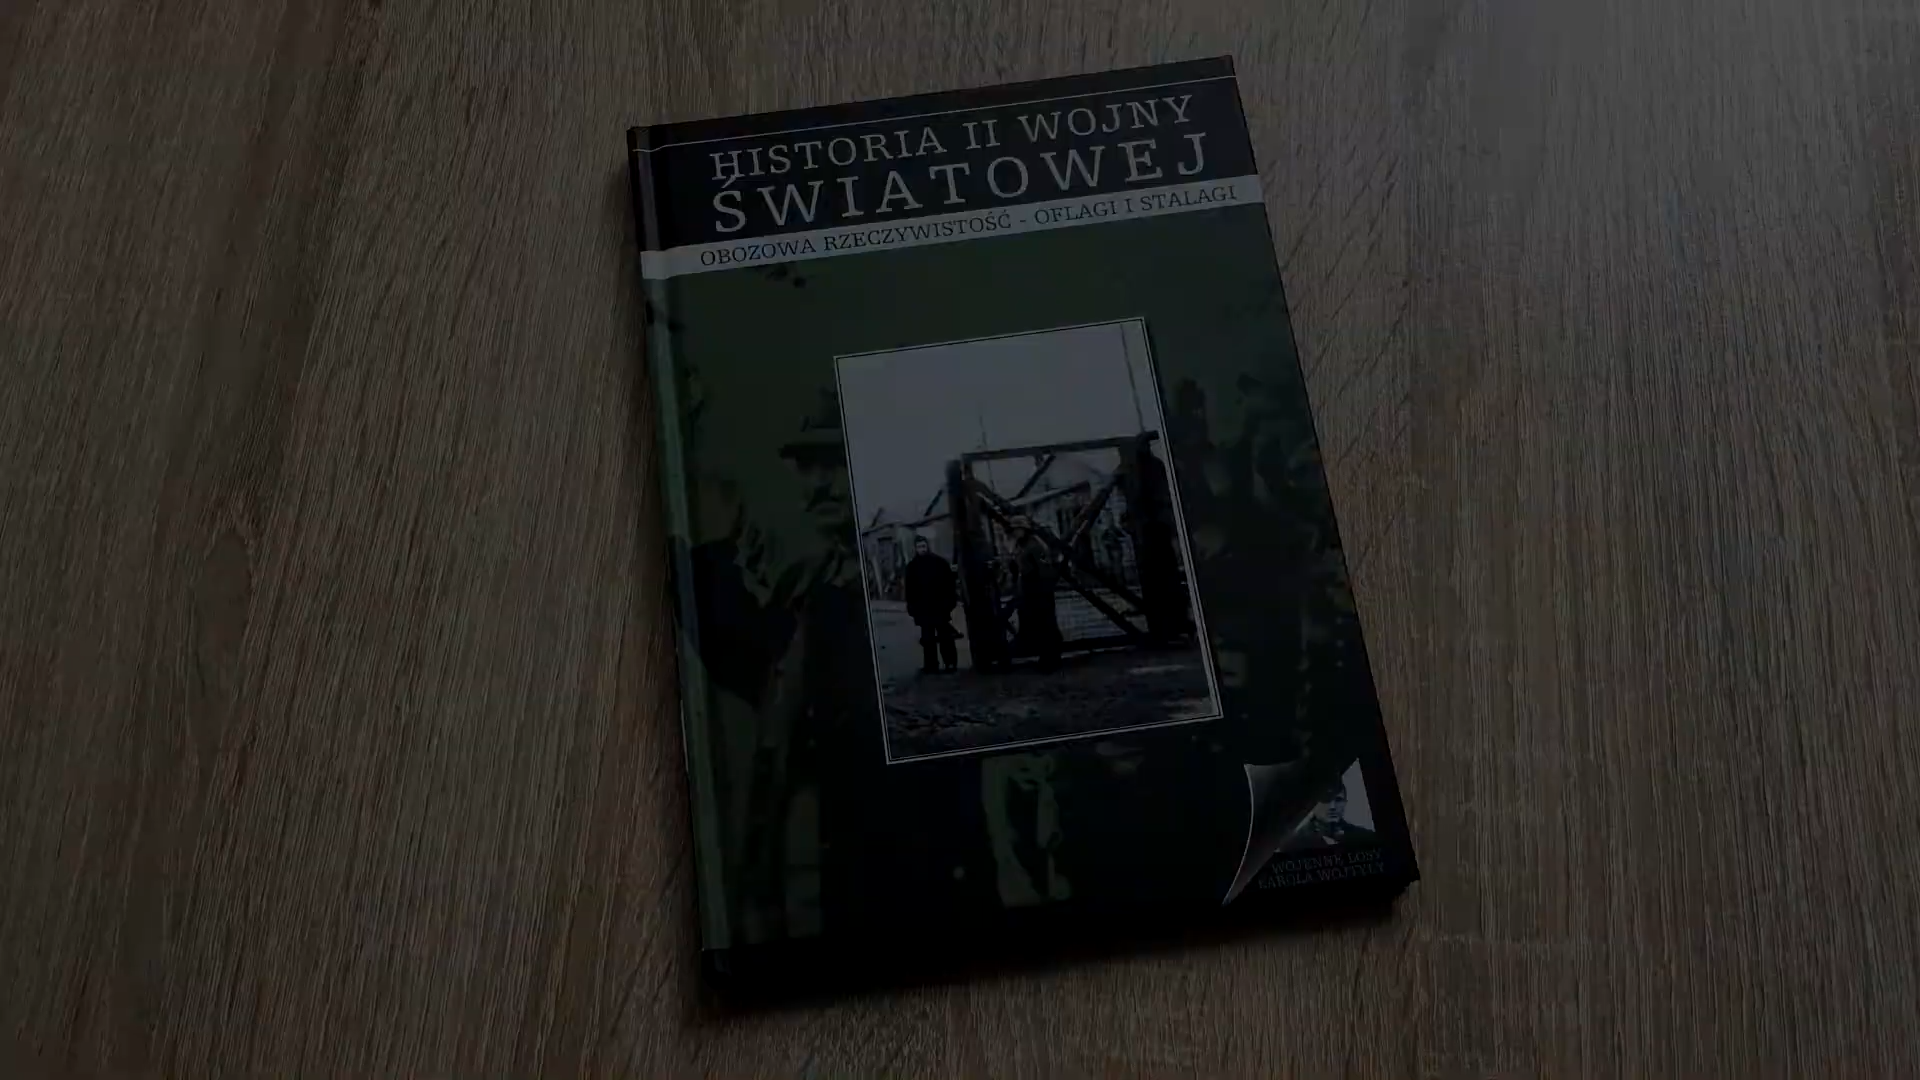 HISTORIA II WOJNY
ŚWIATOWEJ
OBOZOWA RZECZYWISTOŚĆ - OFLAGI I STALAGI
WOJENNE LOSY
KAROLA WOJTYŁY